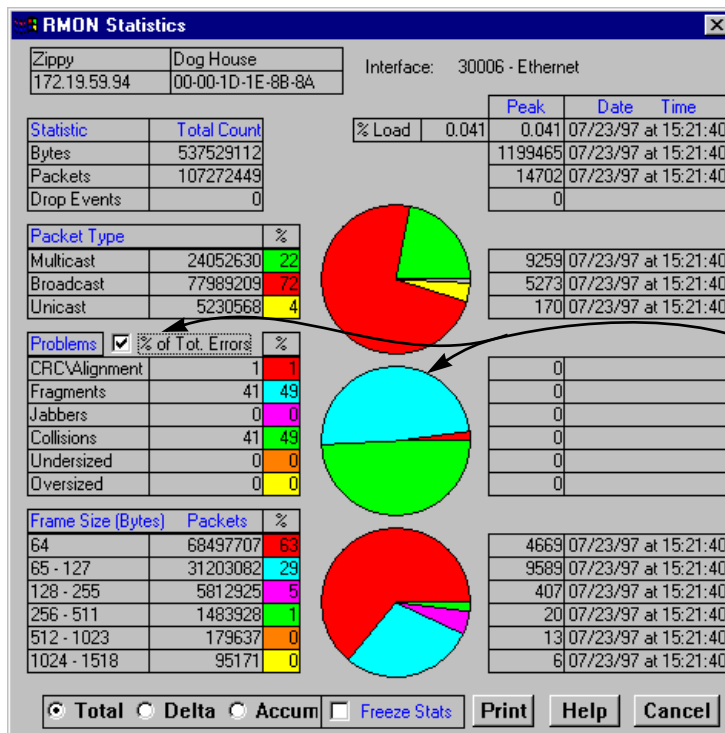 RMON Statistics
Zippy Dog House
172.19.59.94 00-00-1D-1E-8B-8A
Interface: 30006 - Ethernet
Peak Date Time
Statistic Total Count % Load 0.041 0.041 07/23/97 at 15:21:40
Bytes 537529112 1199465 07/23/97 at 15:21:40
Packets 107272449 14702 07/23/97 at 15:21:40
Drop Events 0 0
Packet Type %
Multicast 24052630 22 9259 07/23/97 at 15:21:40
Broadcast 77989209 72 5273 07/23/97 at 15:21:40
Unicast 5230568 4 170 07/23/97 at 15:21:40
Problems % of Tot. Errors %
CRC\Alignment 1 1 0
Fragments 41 49 0
Jabbers 0 0 0
Collisions 41 49 0
Undersized 0 0 0
Oversized 0 0 0
Frame Size (Bytes) Packets %
64 68497707 63 4669 07/23/97 at 15:21:40
65 - 127 31203082 29 9589 07/23/97 at 15:21:40
128 - 255 5812925 5 407 07/23/97 at 15:21:40
256 - 511 1483928 1 20 07/23/97 at 15:21:40
512 - 1023 179637 0 13 07/23/97 at 15:21:40
1024 - 1518 95171 0 6 07/23/97 at 15:21:40
Total Delta Accum Freeze Stats Print Help Cancel